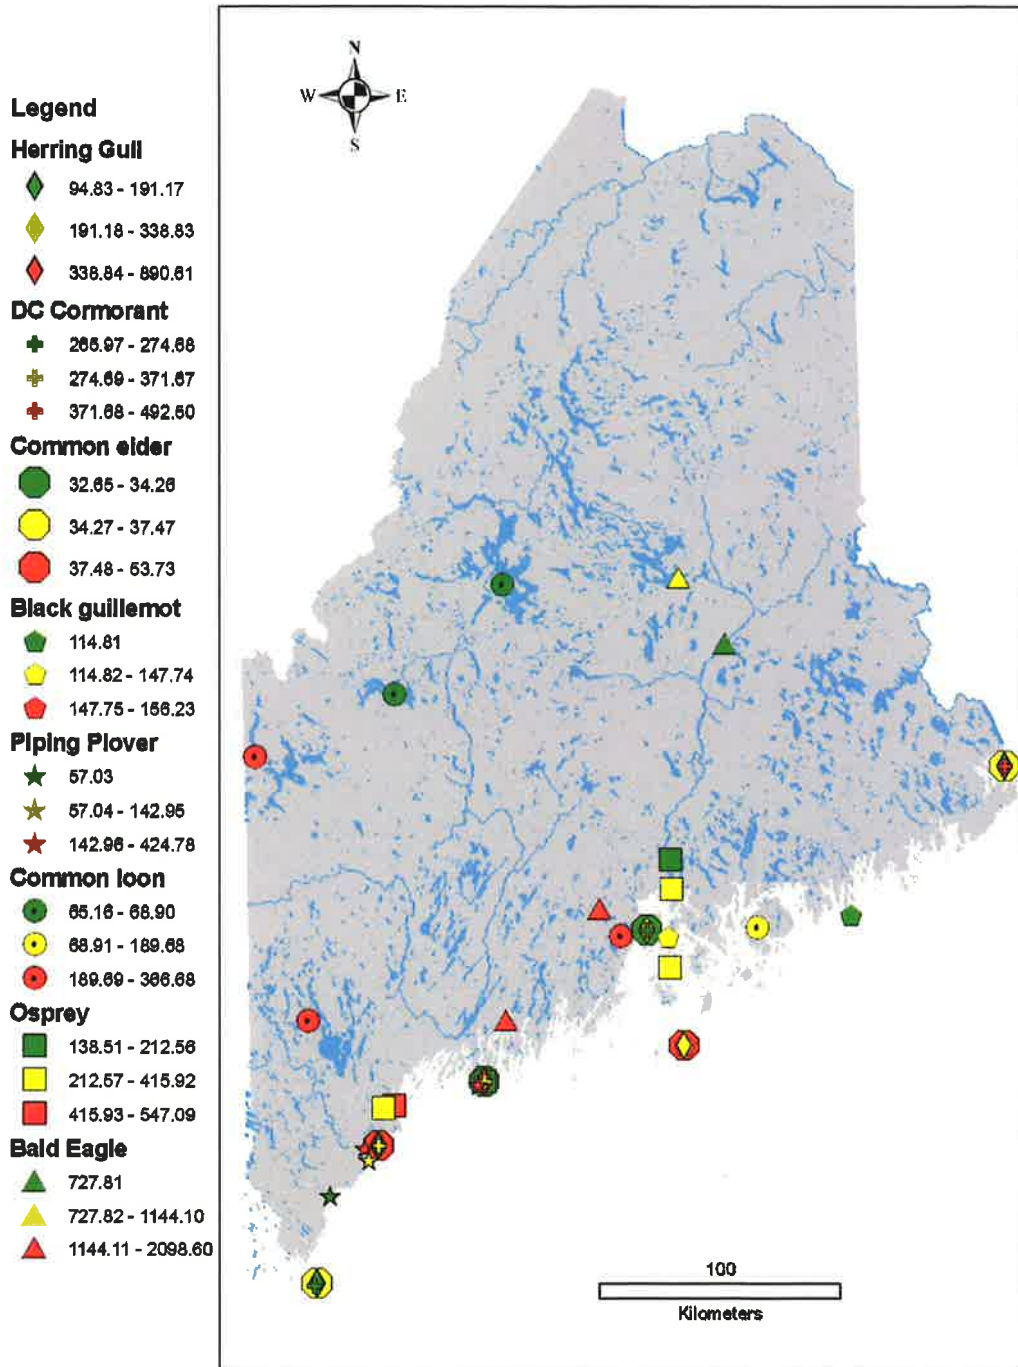 N
W E
S
Legend
Herring Gull
94.83 - 191.17
191.18 - 338.83
338.84 - 890.61
DC Cormorant
265.97 - 274.68
274.69 - 371.67
371.68 - 492.50
Common eider
32.65 - 34.26
34.27 - 37.47
37.48 - 53.73
Black guillemot
114.81
114.82 - 147.74
147.75 - 156.23
Piping Plover
57.03
57.04 - 142.95
142.96 - 424.78
Common loon
65.16 - 68.90
68.91 - 189.68
189.69 - 366.68
Osprey
138.51 - 212.56
212.57 - 415.92
415.93 - 547.09
Bald Eagle
727.81
727.82 - 1144.10
1144.11 - 2098.60
100
Kilometers